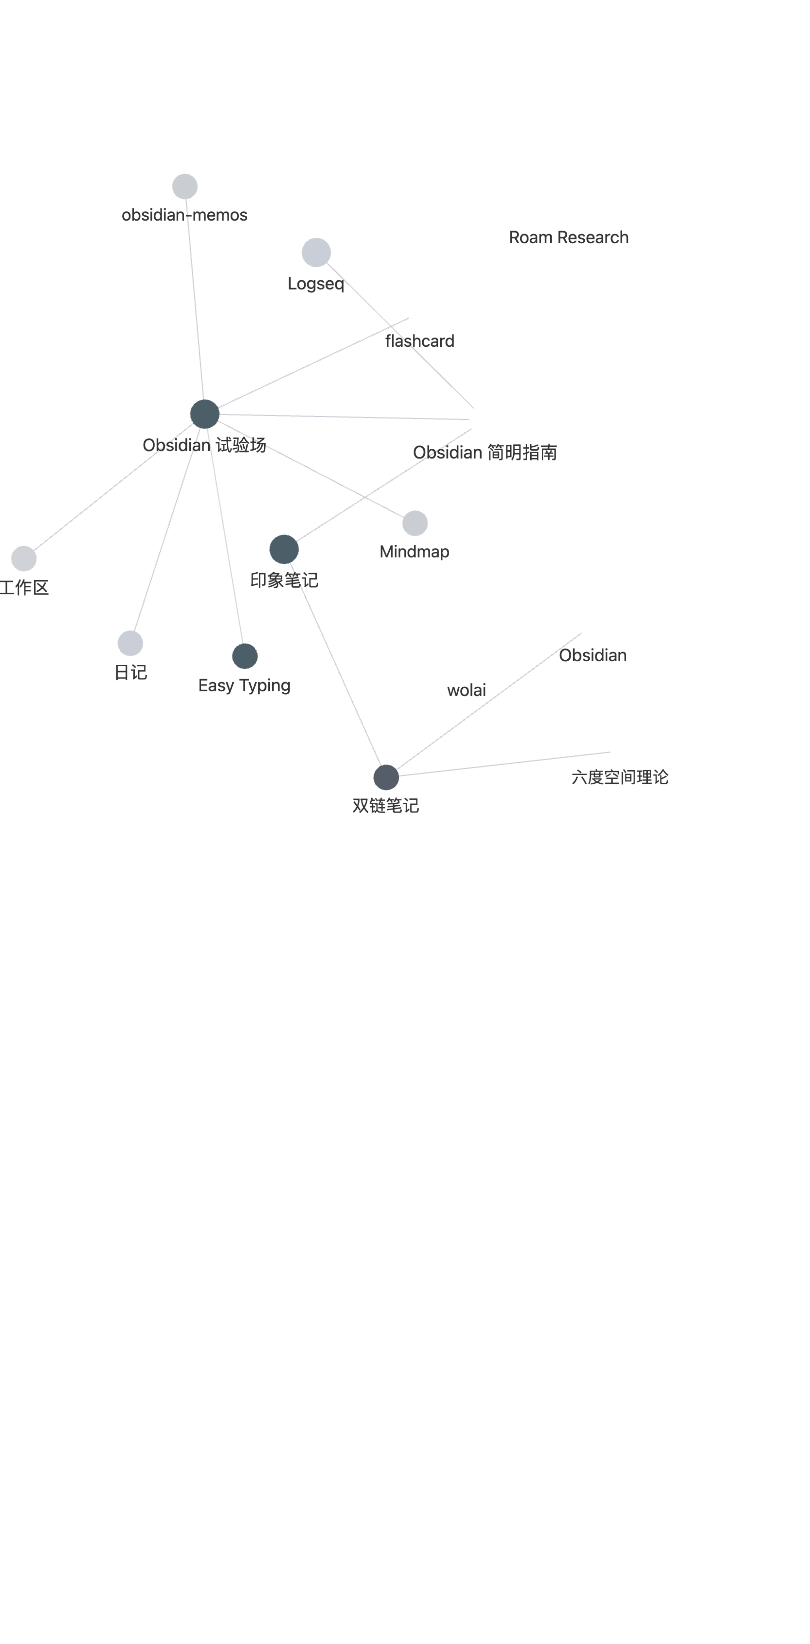 obsidian-memos
Roam Research
Logseq
flashcard
Obsidian 试验场
Obsidian 简明指南
Mindmap
印象笔记
工作区
Obsidian
日记
Easy Typing
wolai
六度空间理论
双链笔记